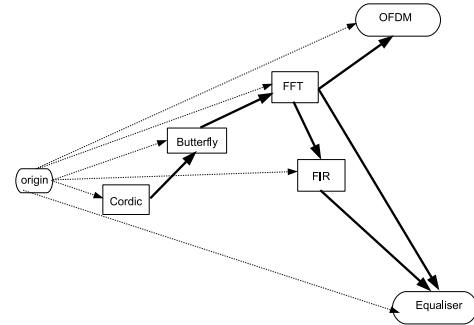 OFDM
FFT
Butterfly
origin
FIR
Cordic
Equaliser